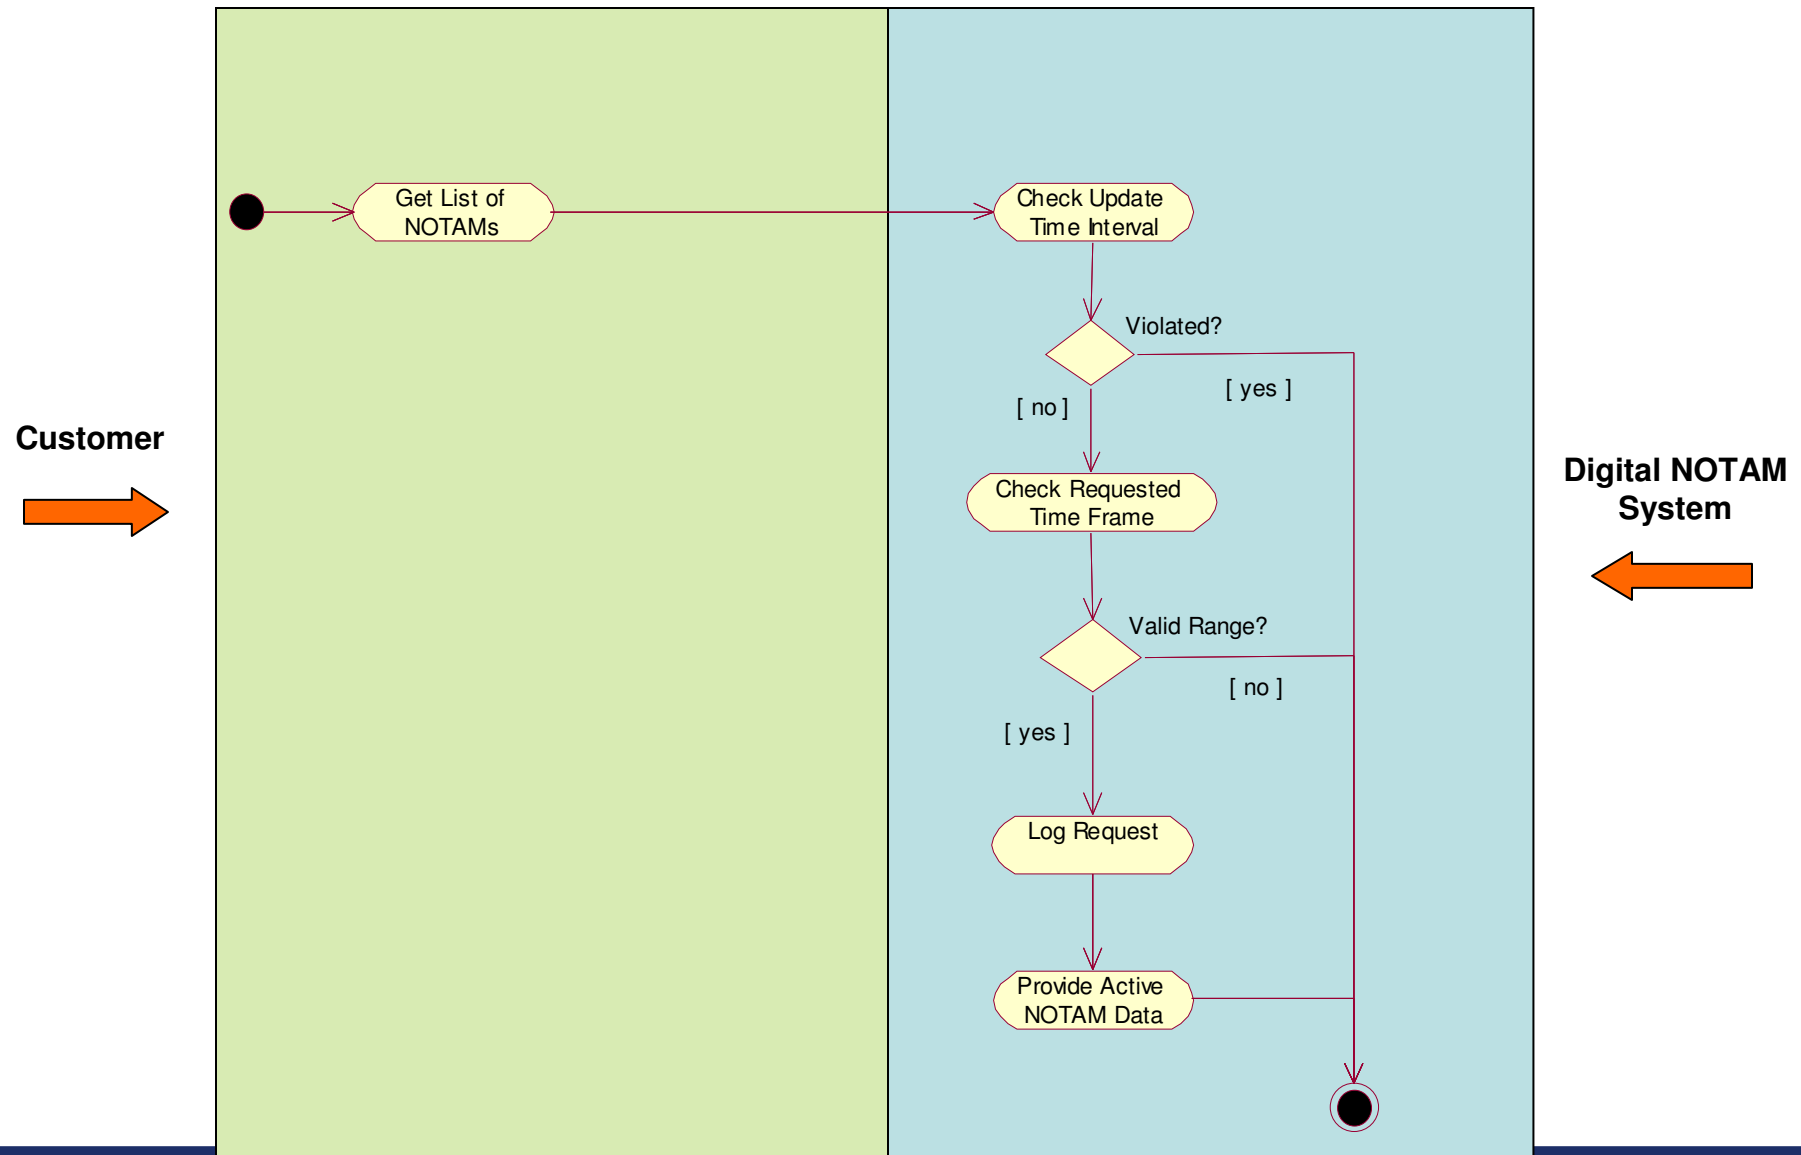 Get List of
NOTAMs
Check Update
Time Interval
Violated?
[ yes ]
[ no ]
Customer
Digital NOTAM
System
Check Requested
Time Frame
Valid Range?
[ no ]
[ yes ]
Log Request
Provide Active
NOTAM Data